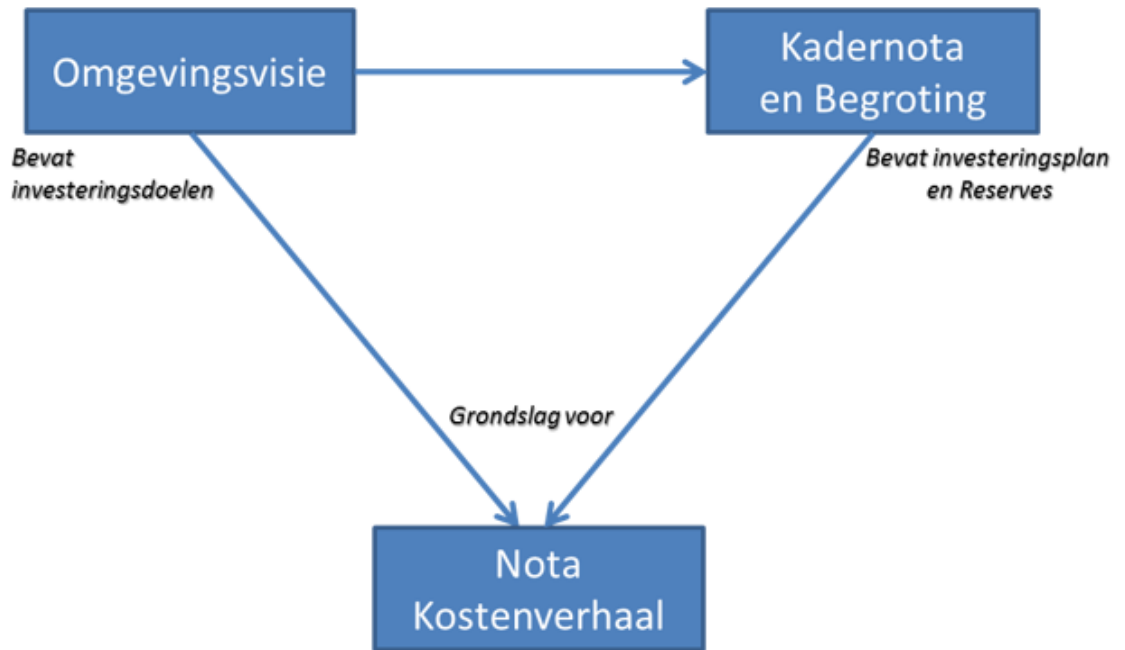 Omgevingsvisie
Kadernota
en Begroting
Bevat
investeringsdoelen
Bevat investeringsplan
en Reserves
Grondslag voor
Nota
Kostenverhaal